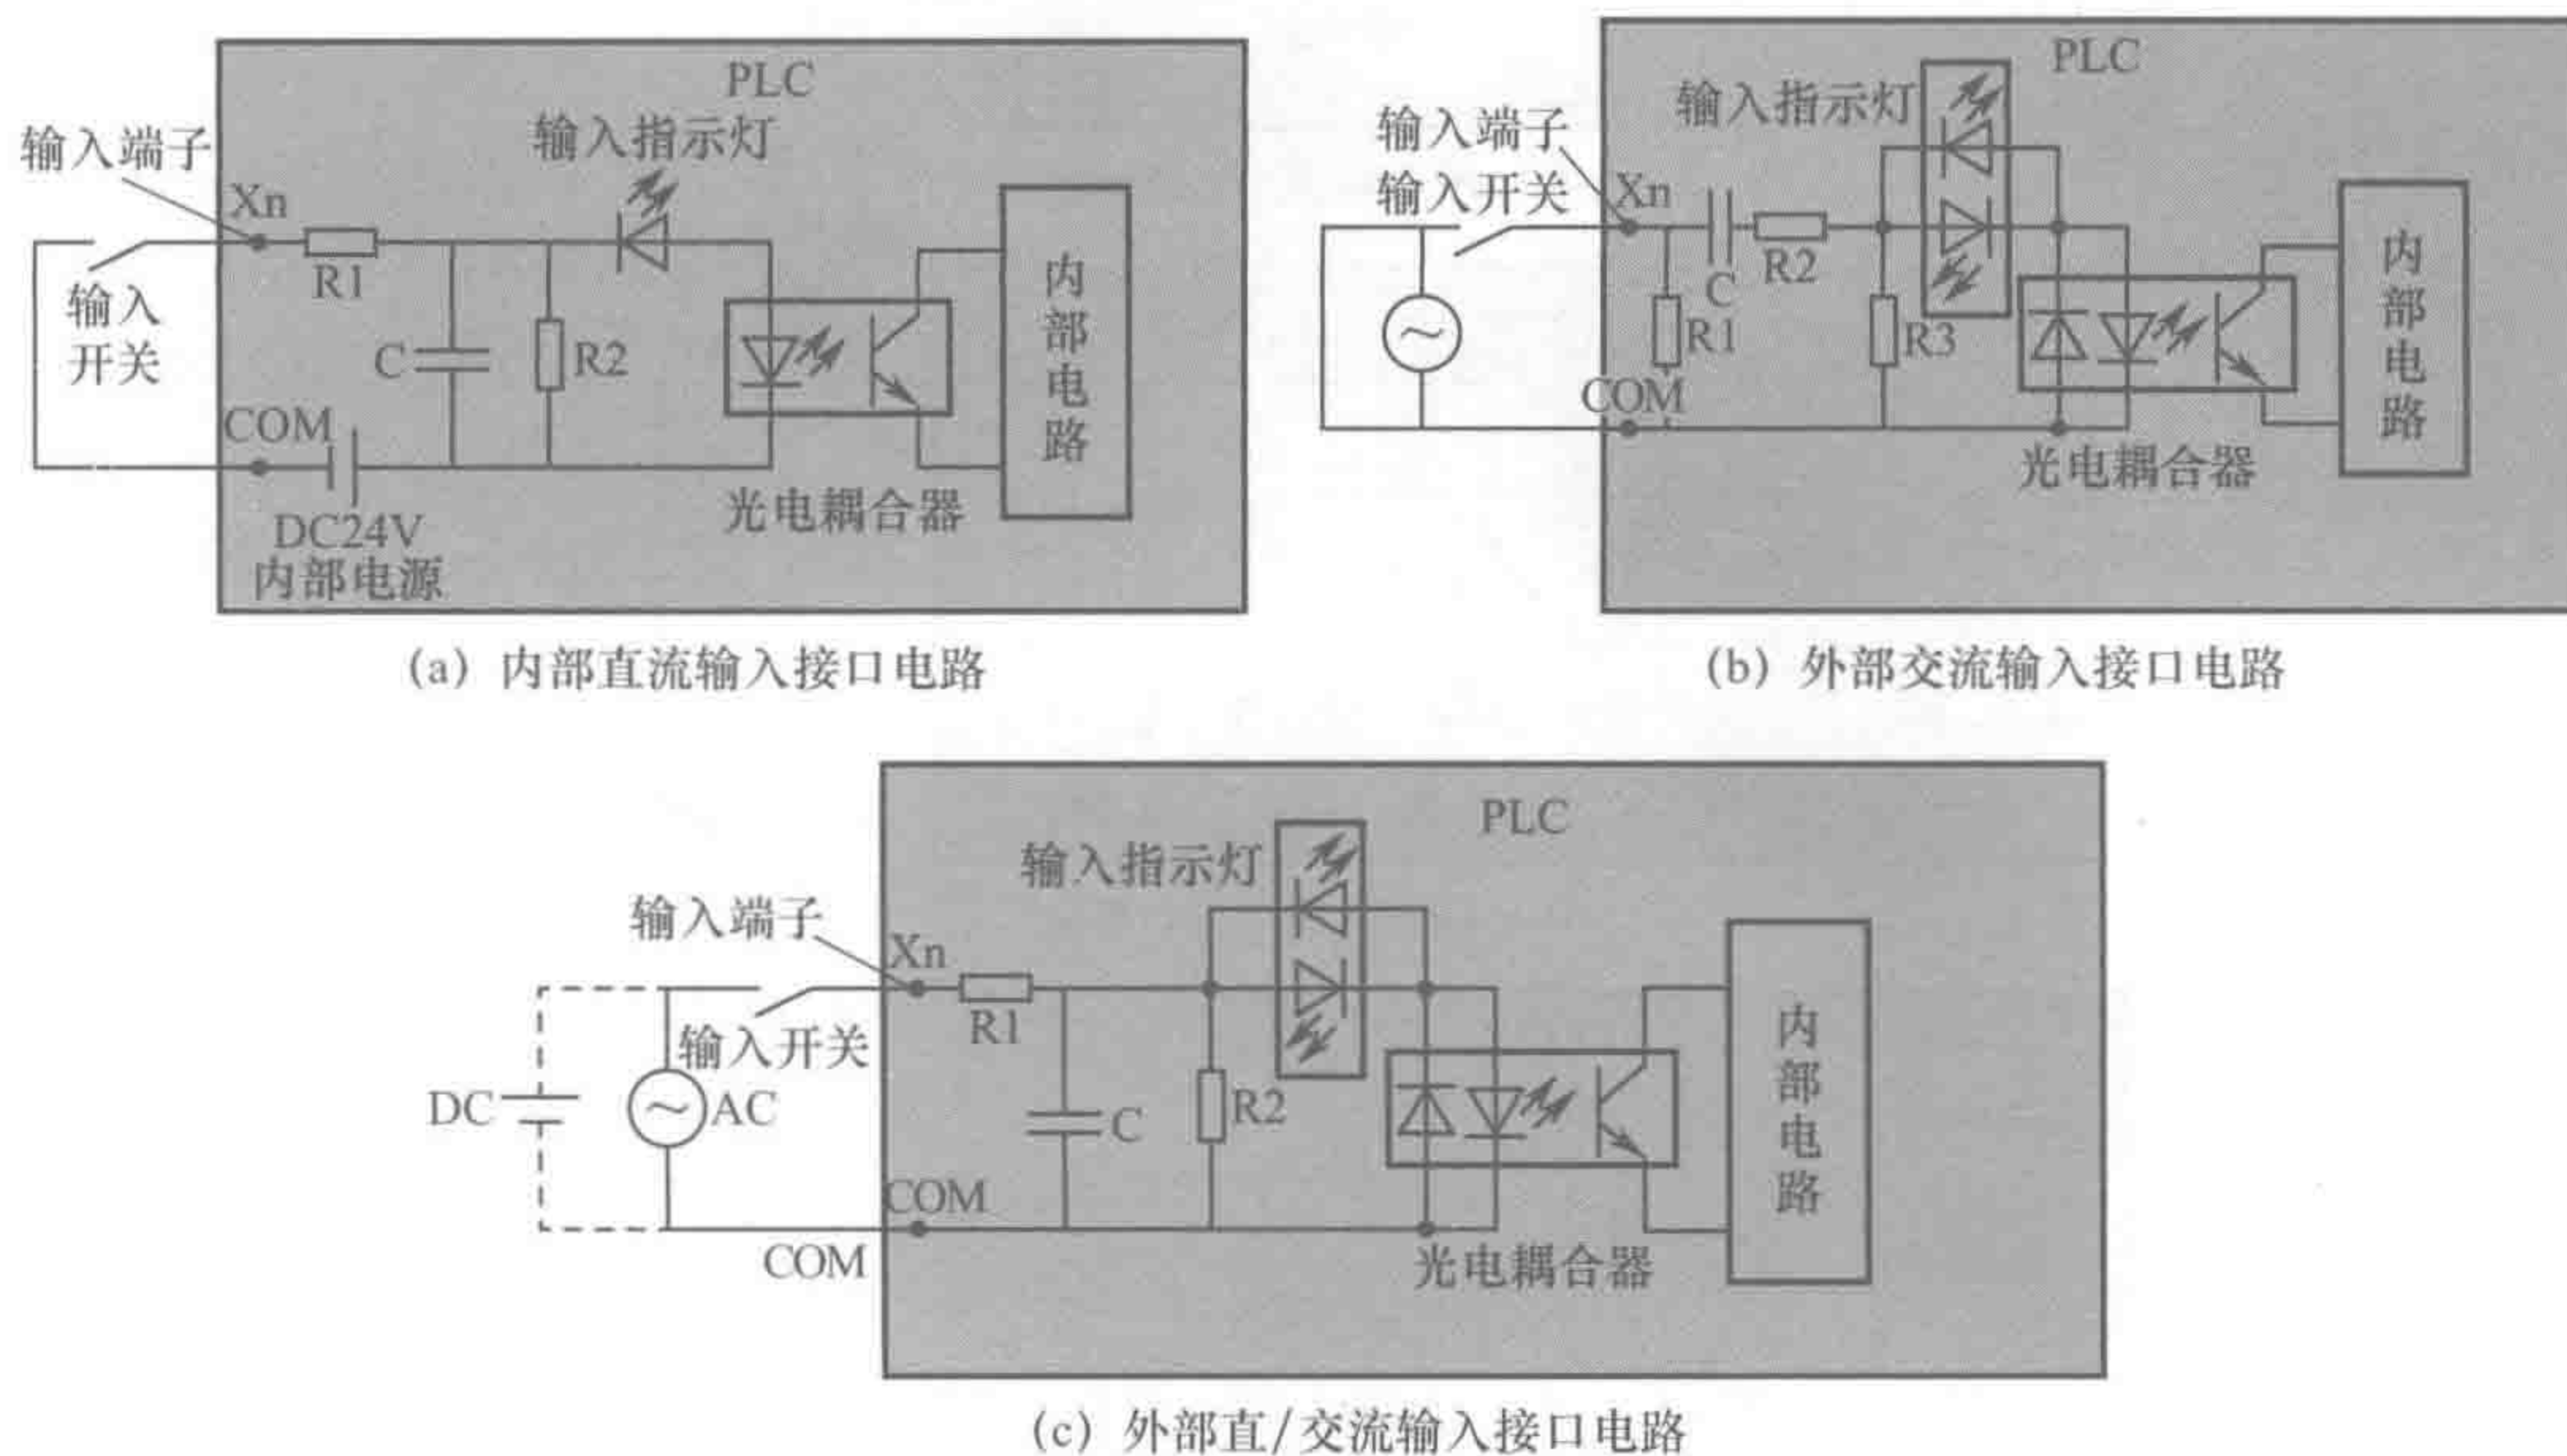 PLC
输入指示灯
输入端子
Xn
R1
输入
开关
C
R2
COM
DC24V
内部电源
光电耦合器
内部电路
(a) 内部直流输入接口电路
PLC
输入指示灯
输入端子
输入开关
Xn
C
R2
R1
R3
COM
光电耦合器
内部电路
(b) 外部交流输入接口电路
PLC
输入指示灯
输入端子
Xn
R1
输入开关
DC
~AC
C
R2
COM
COM
光电耦合器
内部电路
(c) 外部直/交流输入接口电路